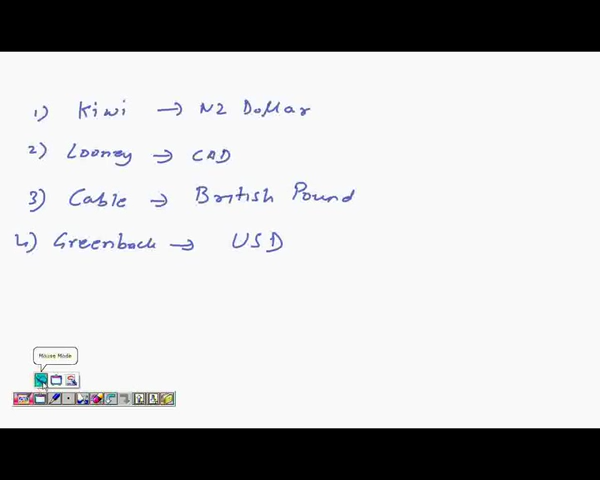 1) Kiwi → NZ Dollar
2) Looney → CAD
3) Cable → British Pound
4) Greenback → USD
Mouse Mode